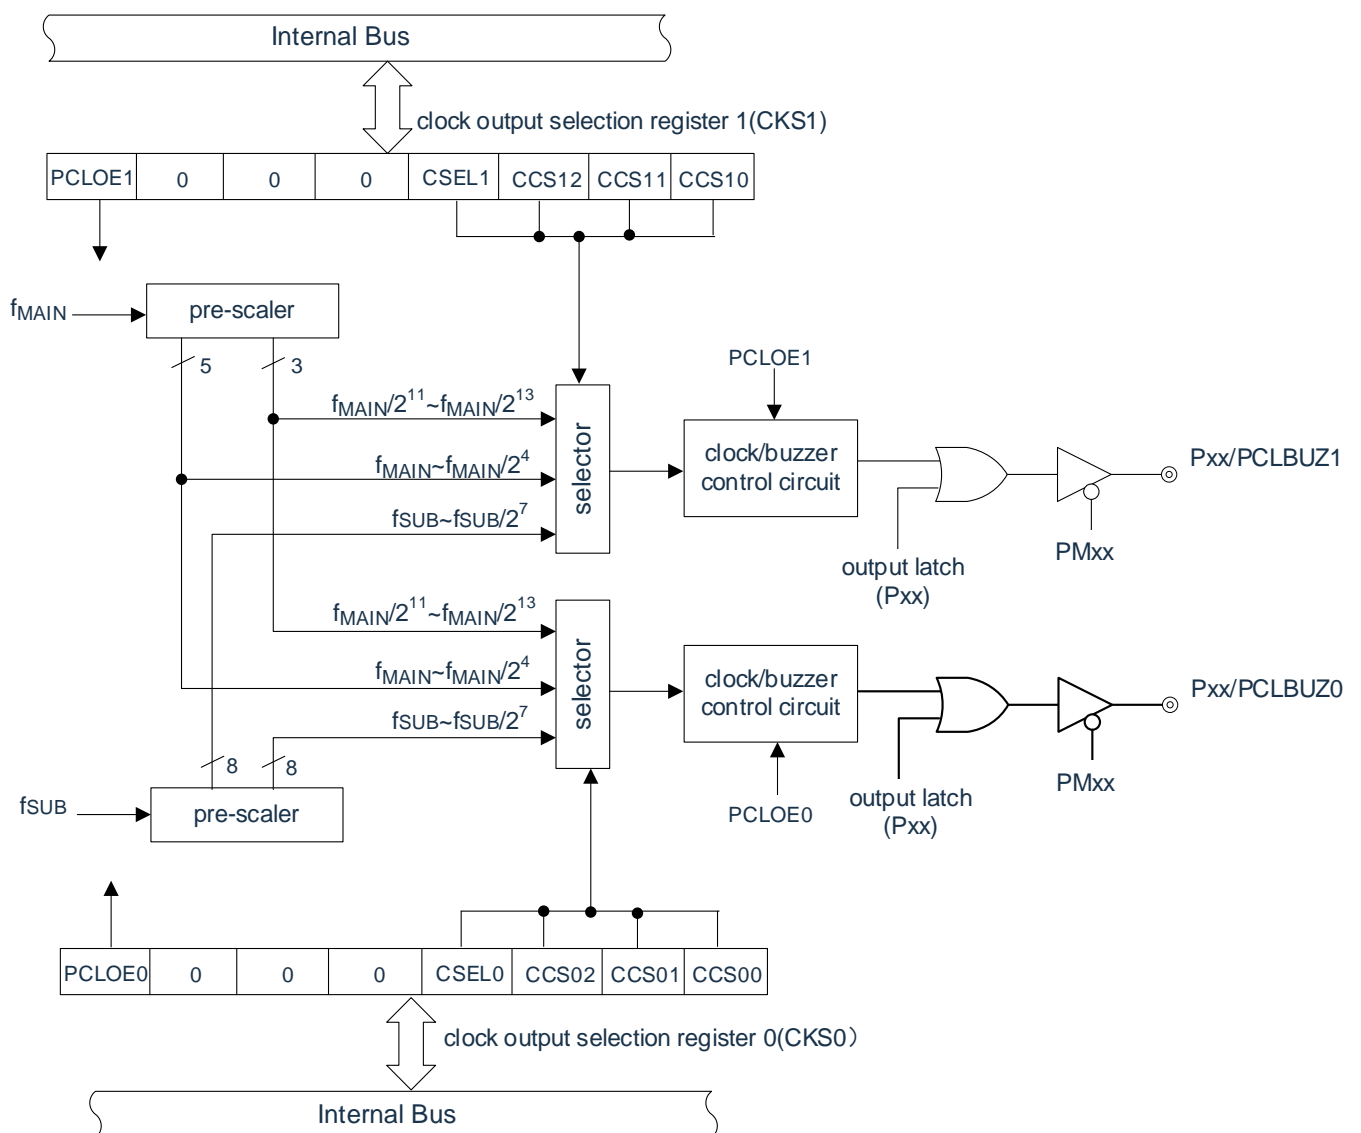 Internal Bus
clock output selection register 1(CKS1)
PCLOE1 0 0 0 CSEL1 CCS12 CCS11 CCS10
fMAIN
pre-scaler
5
3
PCLOE1
fMAIN/2^11~fMAIN/2^13
fMAIN~fMAIN/2^4
fSUB~fSUB/2^7
selector
clock/buzzer
control circuit
Pxx/PCLBUZ1
output latch
(Pxx)
PMxx
fMAIN/2^11~fMAIN/2^13
fMAIN~fMAIN/2^4
fSUB~fSUB/2^7
selector
clock/buzzer
control circuit
Pxx/PCLBUZ0
8
8
fSUB
pre-scaler
PCLOE0
output latch
(Pxx)
PMxx
PCLOE0 0 0 0 CSEL0 CCS02 CCS01 CCS00
clock output selection register 0(CKS0）
Internal Bus